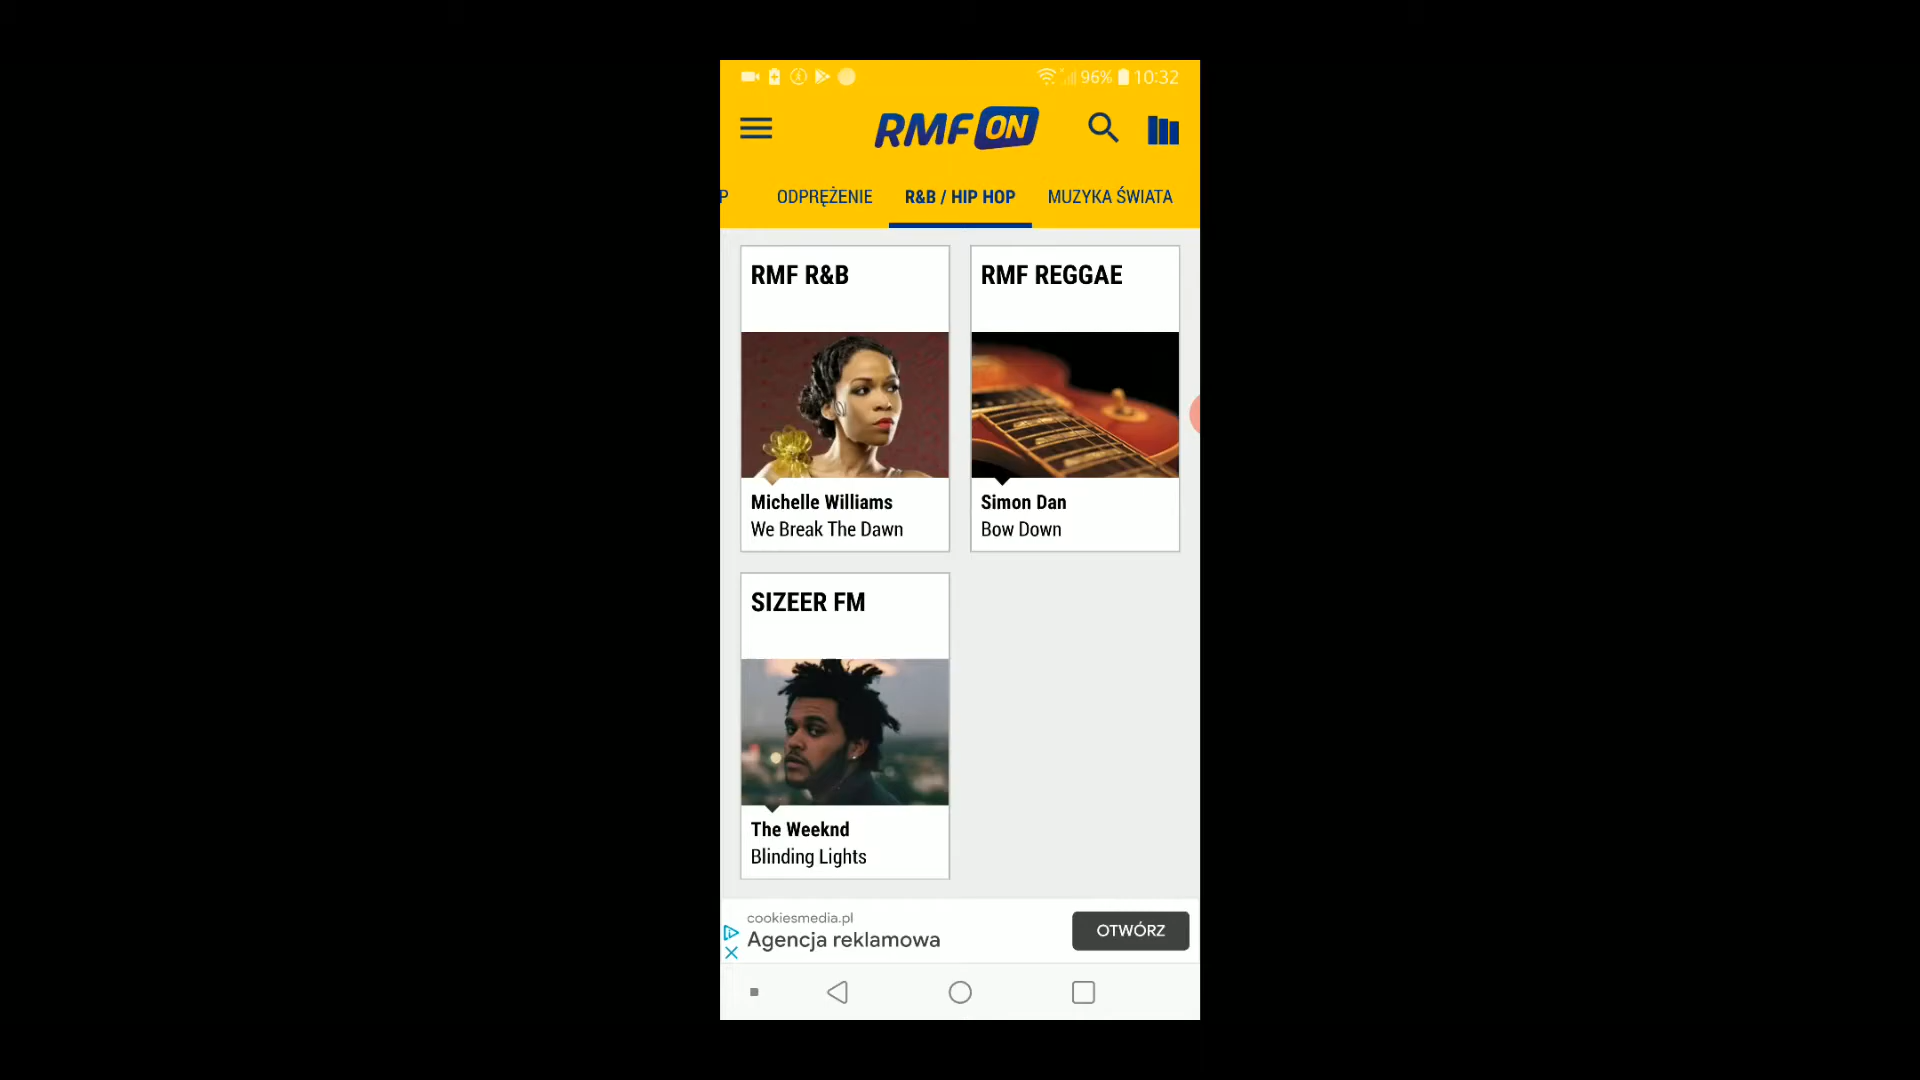 96% 10:32
RMF ON
P ODPRĘŻENIE R&B / HIP HOP MUZYKA ŚWIATA
RMF R&B
Michelle Williams
We Break The Dawn
RMF REGGAE
Simon Dan
Bow Down
SIZEER FM
The Weeknd
Blinding Lights
cookiesmedia.pl
Agencja reklamowa
OTWÓRZ